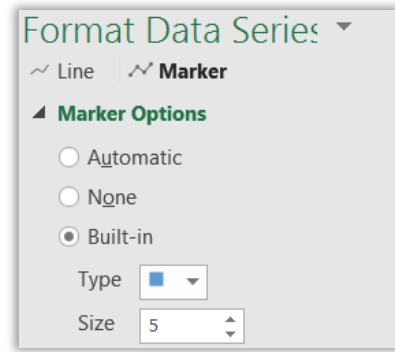 Format Data Series
Line Marker
Marker Options
Automatic
None
Built-in
Type
Size 5